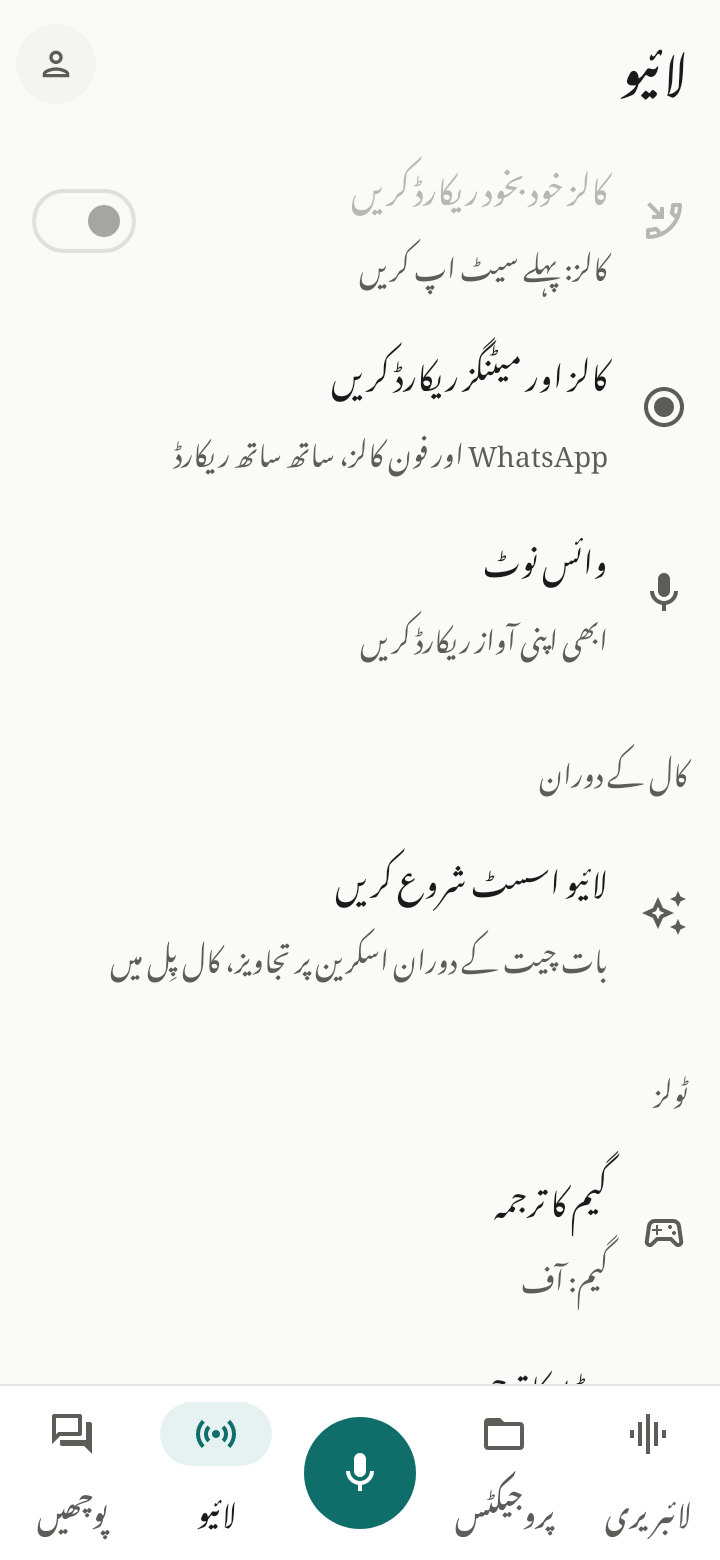 لائیو
کالز خود بخود ریکارڈ کریں
کالز: پہلے سیٹ اپ کریں
کالز اور میٹنگز ریکارڈ کریں
WhatsApp اور فون کالز، ساتھ ساتھ ریکارڈ
وائس نوٹ
ابھی اپنی آواز ریکارڈ کریں
کال کے دوران
لائیو اسسٹ شروع کریں
بات چیت کے دوران اسکرین پر تجاویز، کال پِل میں
ٹولز
گیم کا ترجمہ
گیم: آف
لائبریری
پروجیکٹس
لائیو
پوچھیں